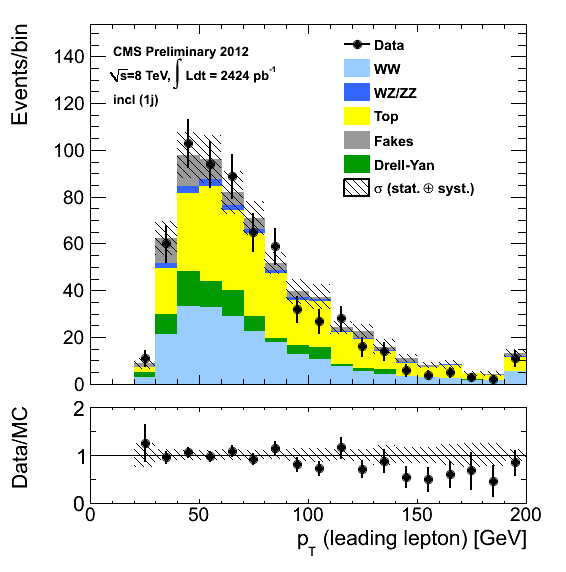 Events/bin
140
120
100
80
60
40
20
0
CMS Preliminary 2012
√s=8 TeV, ∫ Ldt = 2424 pb⁻¹
incl (1j)
Data
WW
WZ/ZZ
Top
Fakes
Drell-Yan
σ (stat. ⊕ syst.)
Data/MC
2
1
0
0 50 100 150 200
p_T (leading lepton) [GeV]